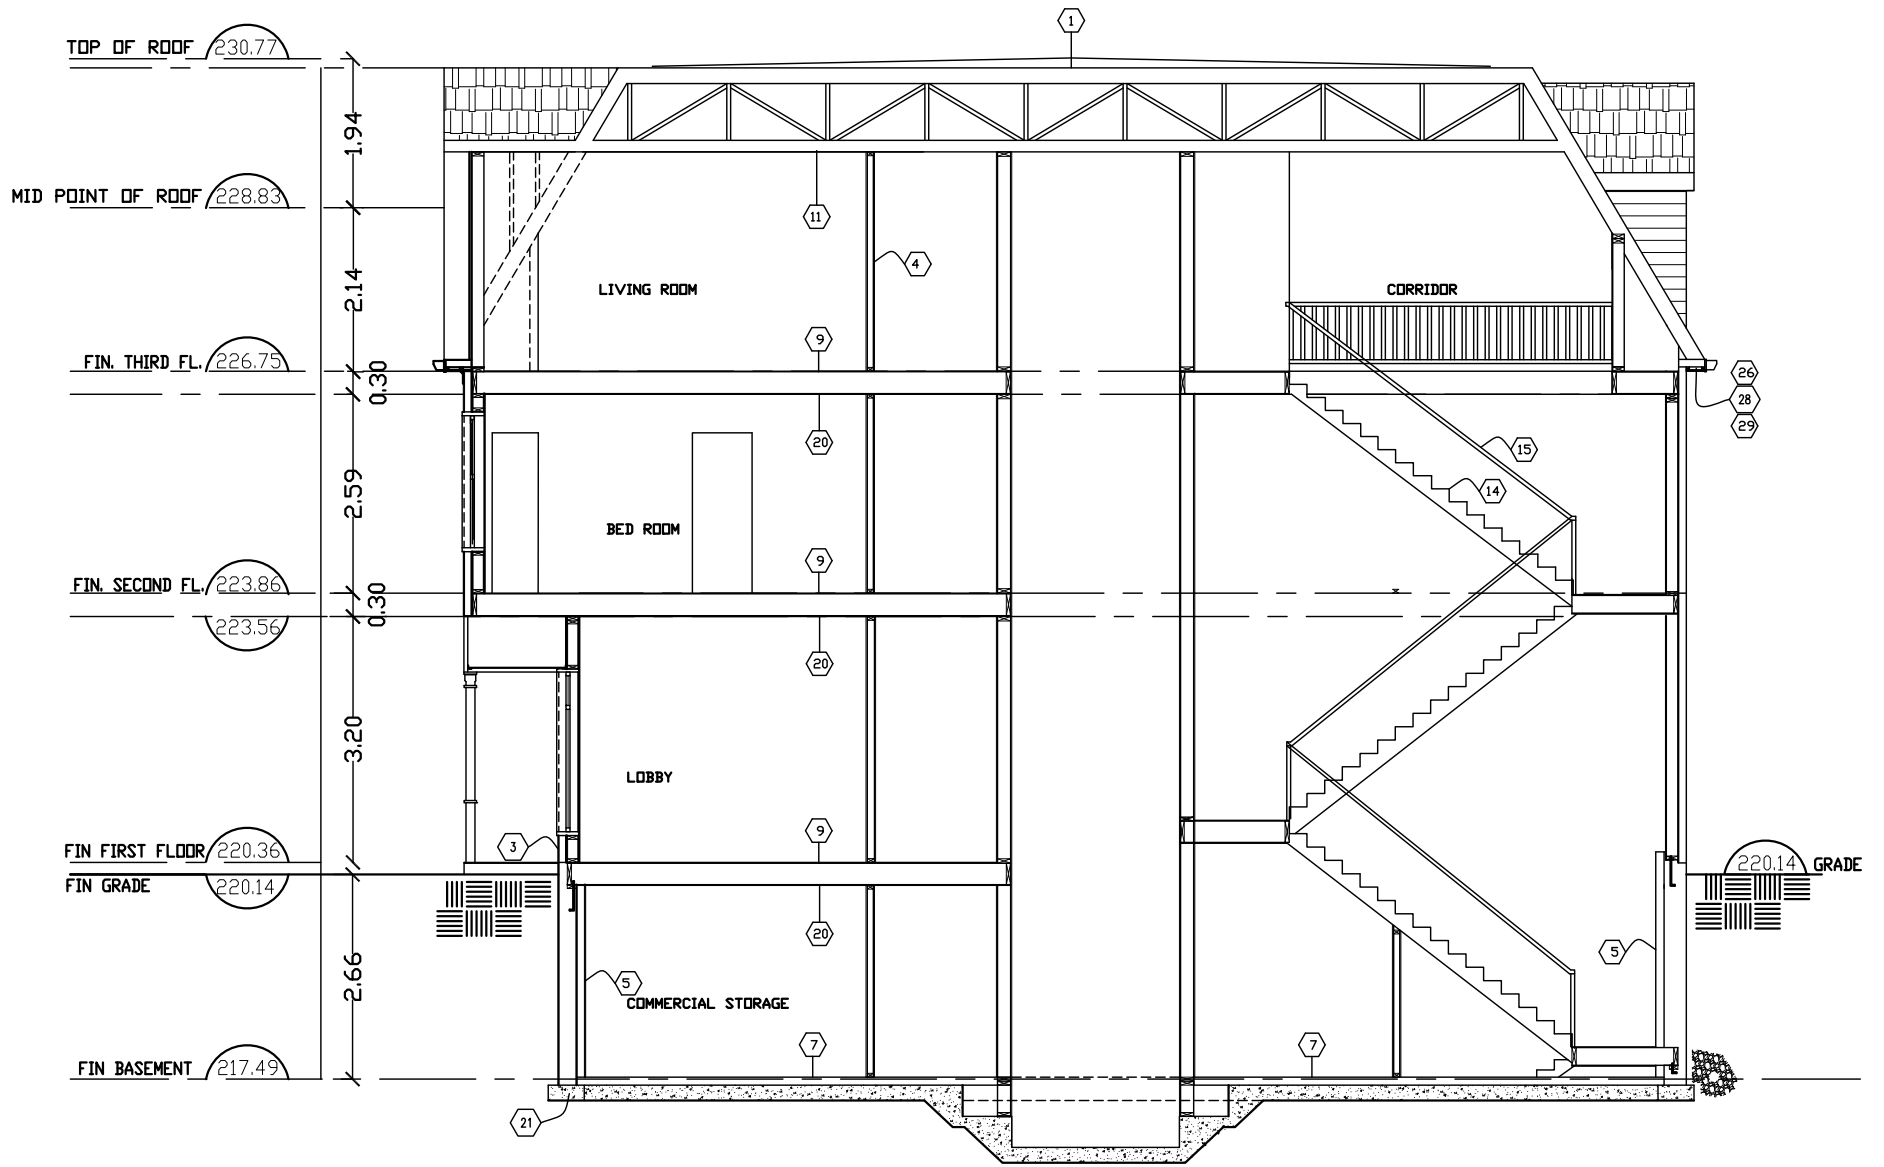 1
TOP OF ROOF 230.77
1.94
MID POINT OF ROOF 228.83
11
4
2.14
LIVING ROOM
CORRIDOR
9
FIN. THIRD FL. 226.75
0.30
26
28
29
20
15
14
2.59
BED ROOM
9
FIN. SECOND FL. 223.86
0.30
223.56
20
3.20
LOBBY
9
3
FIN FIRST FLOOR 220.36
220.14 GRADE
FIN GRADE 220.14
20
5
5
2.66
COMMERCIAL STORAGE
7
7
FIN BASEMENT 217.49
21